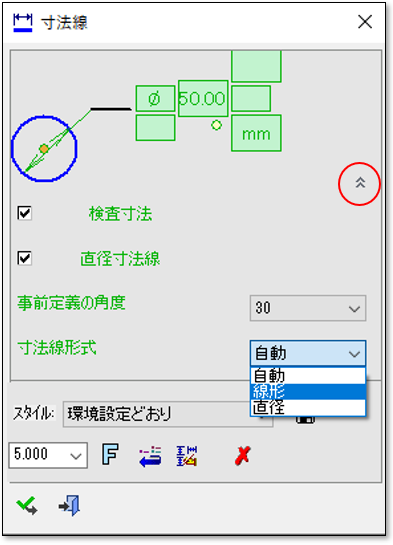 寸法線
Ø 50.00
mm
検査寸法
直径寸法線
事前定義の角度 30
寸法線形式 自動
自動
線形
直径
スタイル: 環境設定どおり
5.000 F